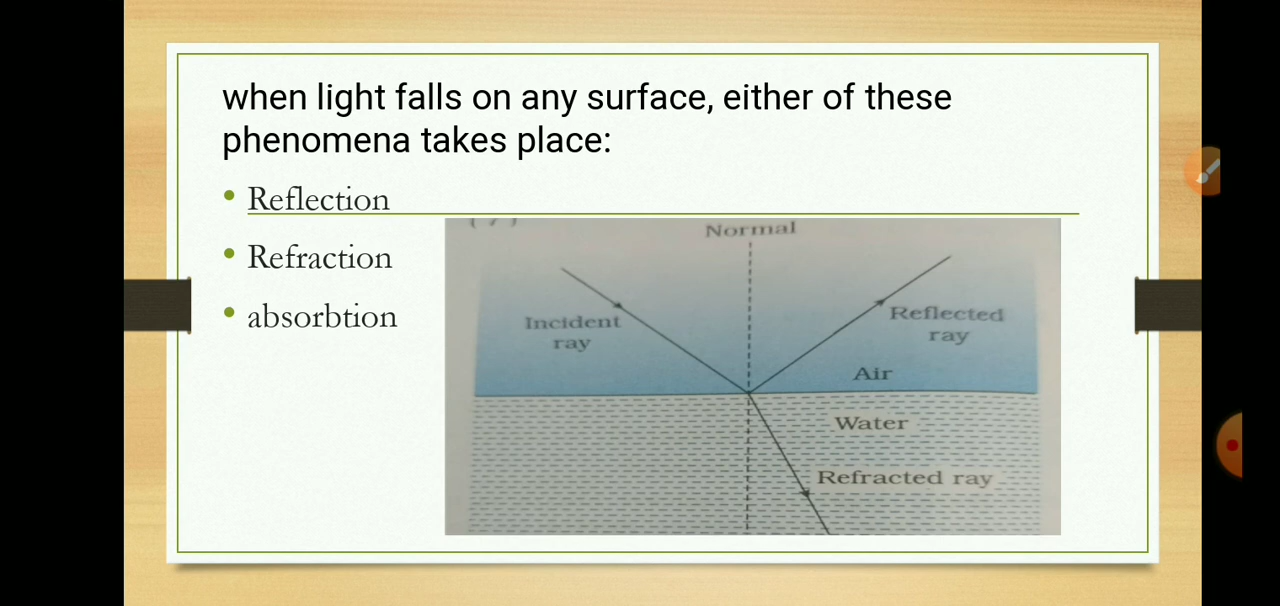 when light falls on any surface, either of these
phenomena takes place:
• Reflection
• Refraction
• absorbtion
Normal
Incident
ray
Reflected
ray
Air
Water
Refracted ray